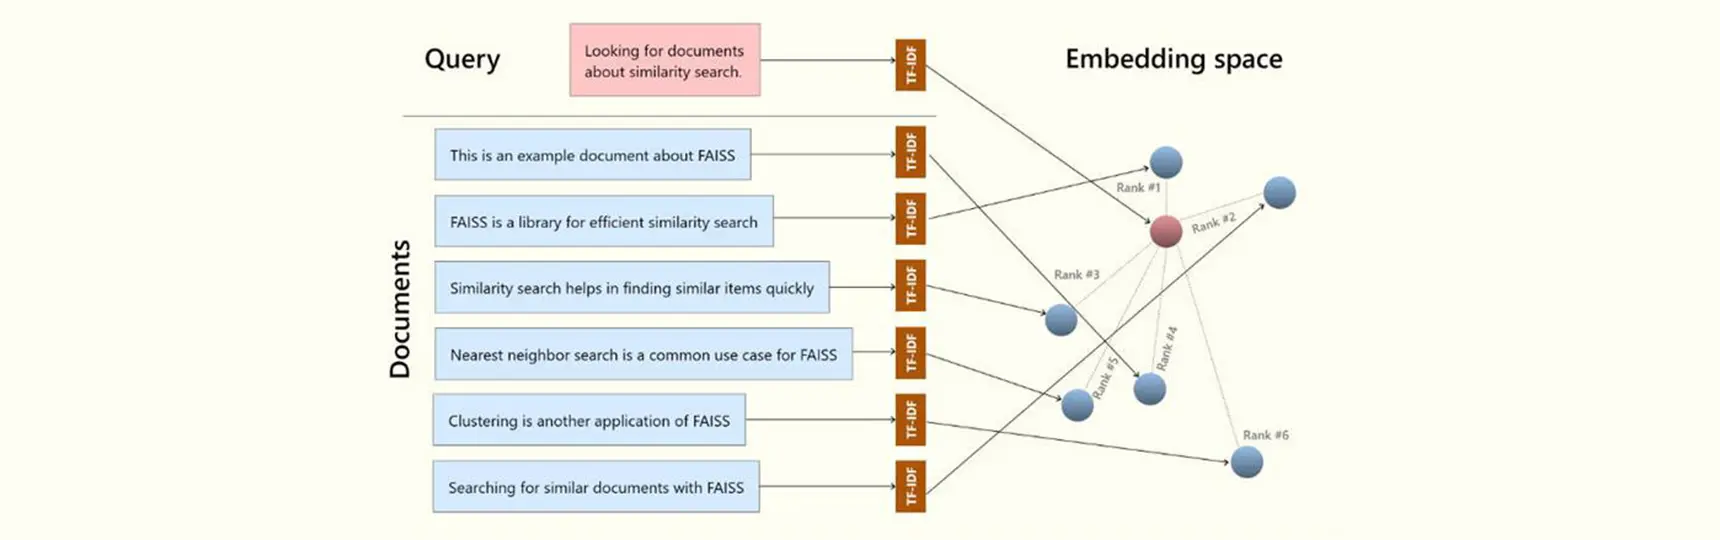 Query
Looking for documents
about similarity search.
TF-IDF
Embedding space
Documents
This is an example document about FAISS
TF-IDF
FAISS is a library for efficient similarity search
TF-IDF
Similarity search helps in finding similar items quickly
TF-IDF
Nearest neighbor search is a common use case for FAISS
TF-IDF
Clustering is another application of FAISS
TF-IDF
Searching for similar documents with FAISS
TF-IDF
Rank #1
Rank #2
Rank #3
Rank #4
Rank #5
Rank #6